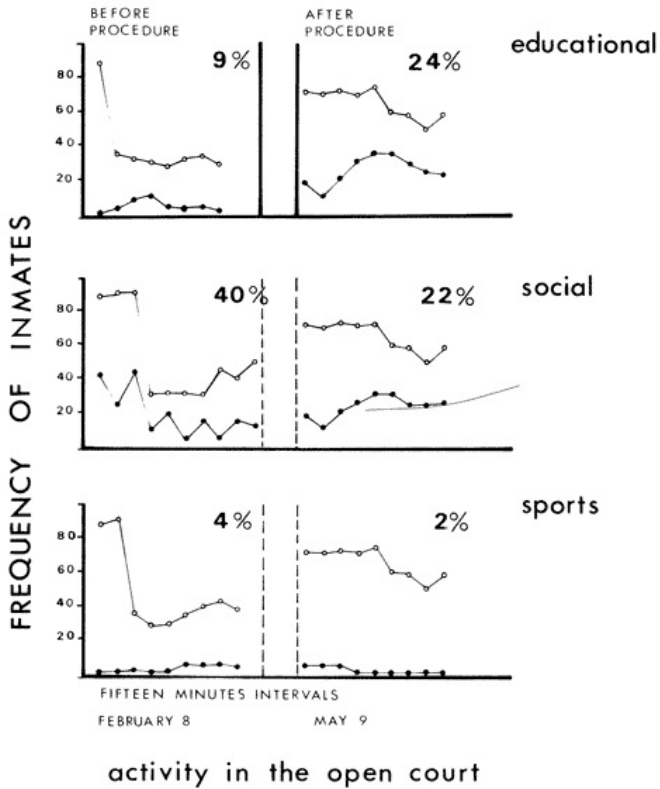 BEFORE PROCEDURE
AFTER PROCEDURE
educational
9%
24%
80
60
40
20
social
40%
22%
80
60
40
20
sports
4%
2%
80
60
40
20
FREQUENCY OF INMATES
FIFTEEN MINUTES INTERVALS
FEBRUARY 8
MAY 9
activity in the open court